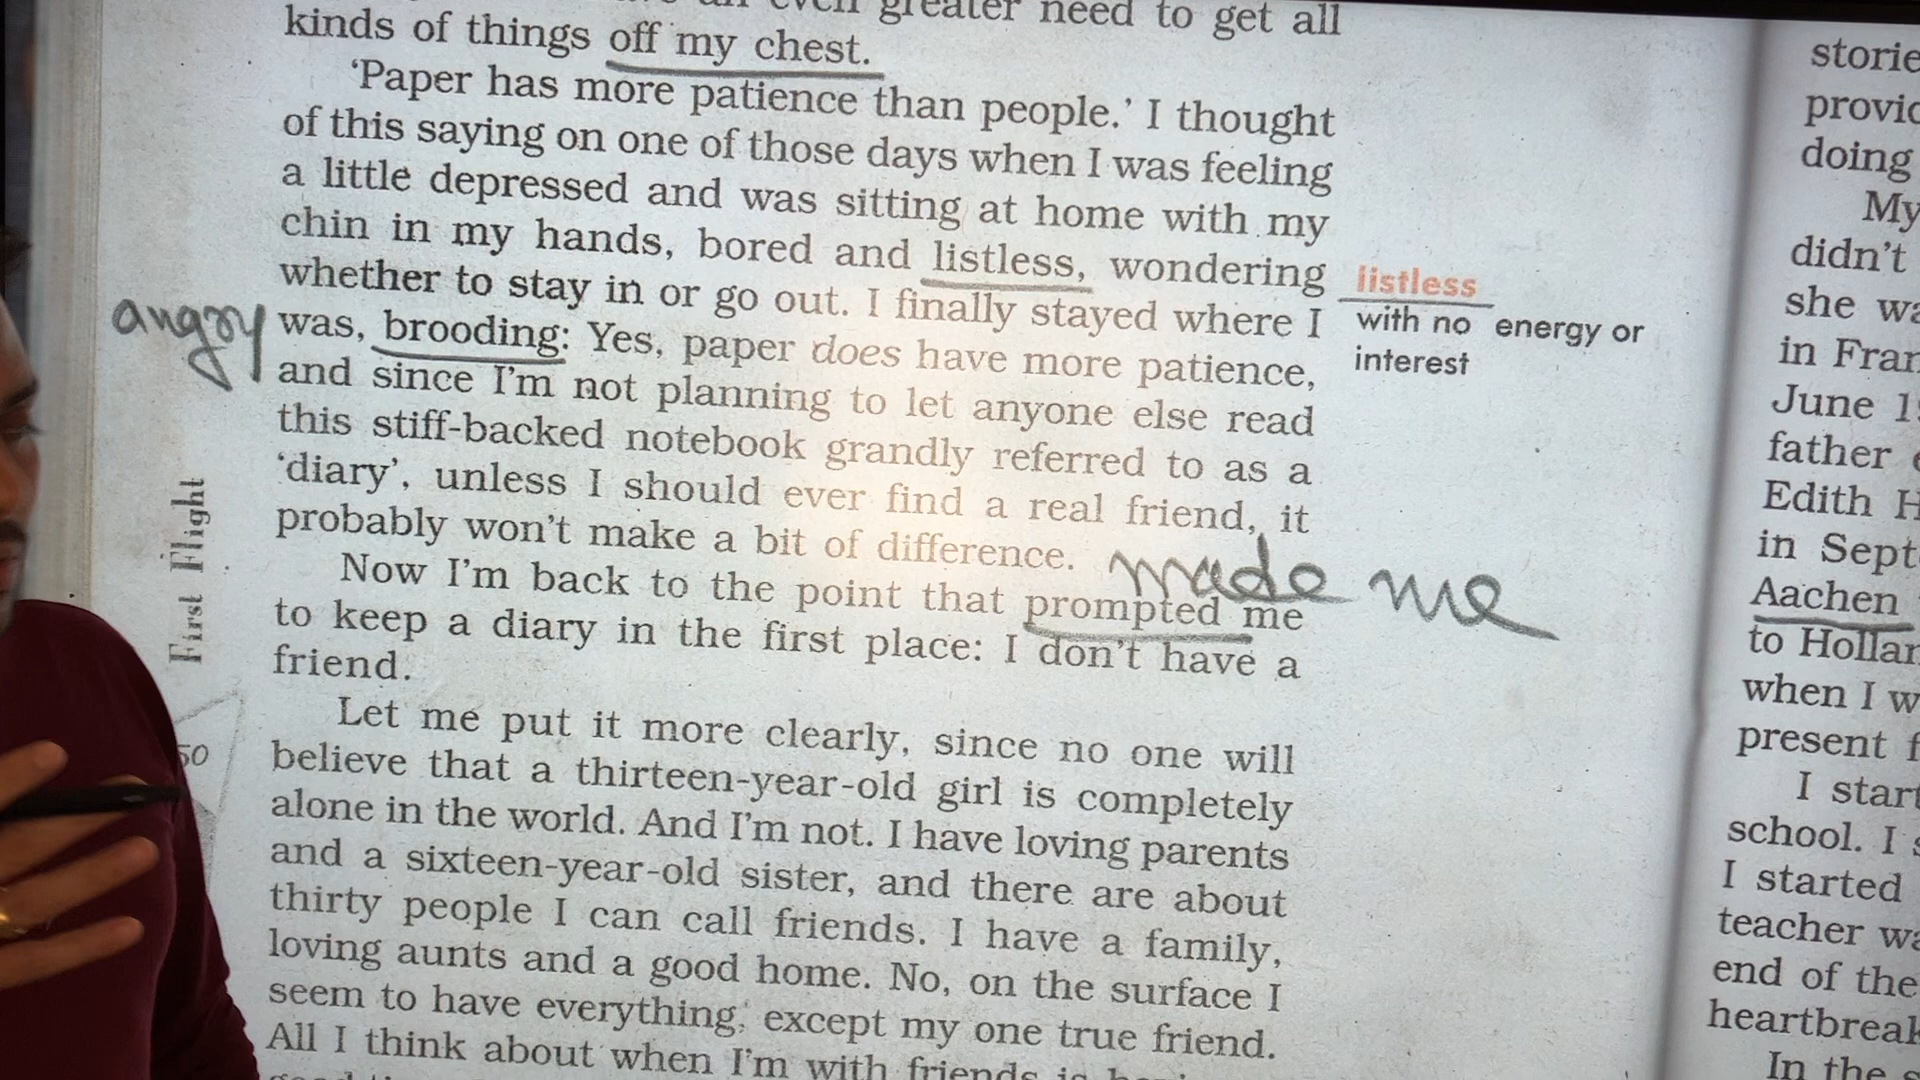 greater need to get all
kinds of things off my chest.
'Paper has more patience than people.' I thought
of this saying on one of those days when I was feeling
a little depressed and was sitting at home with my
chin in my hands, bored and listless, wondering
whether to stay in or go out. I finally stayed where I
was, brooding: Yes, paper does have more patience,
and since I'm not planning to let anyone else read
this stiff-backed notebook grandly referred to as a
'diary', unless I should ever find a real friend, it
probably won't make a bit of difference.
Now I'm back to the point that prompted me
to keep a diary in the first place: I don't have a
friend.
Let me put it more clearly, since no one will
believe that a thirteen-year-old girl is completely
alone in the world. And I'm not. I have loving parents
and a sixteen-year-old sister, and there are about
thirty people I can call friends. I have a family,
loving aunts and a good home. No, on the surface I
seem to have everything, except my one true friend.
All I think about when I'm with friends is
angry
made me
listless
with no energy or
interest
First Flight
50
storie
provid
doing
My
didn't
she wa
in Fran
June 1
father
Edith H
in Sept
Aachen
to Hollan
when I w
present f
I start
school. I s
I started
teacher wa
end of the
heartbreak
In the s